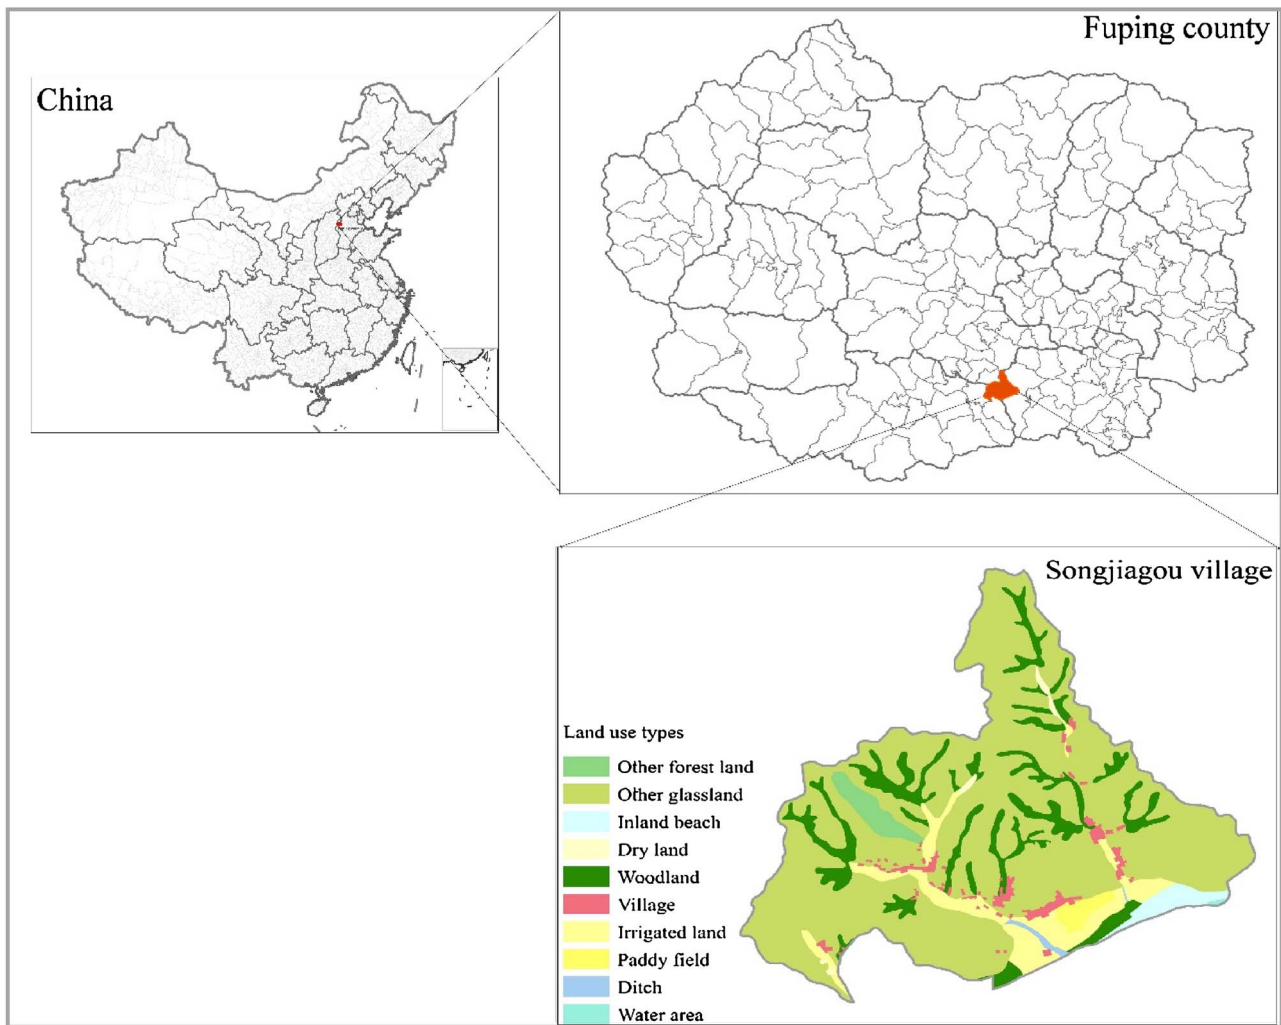 Fuping county
China
Songjiagou village
Land use types
Other forest land
Other glassland
Inland beach
Dry land
Woodland
Village
Irrigated land
Paddy field
Ditch
Water area